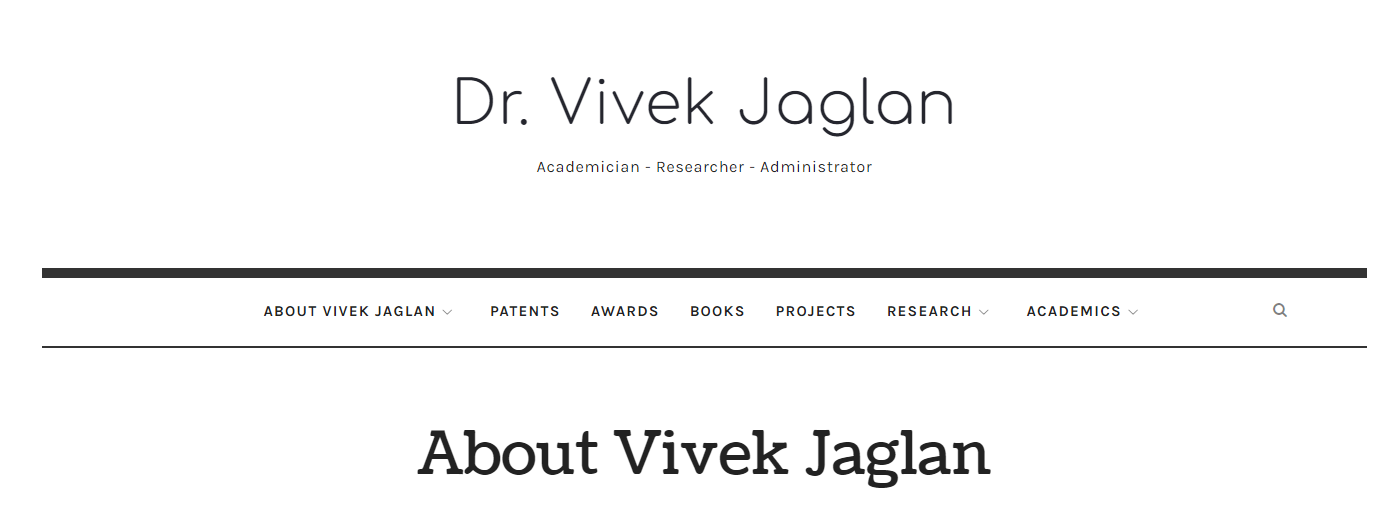 Dr. Vivek Jaglan
Academician - Researcher - Administrator
ABOUT VIVEK JAGLAN PATENTS AWARDS BOOKS PROJECTS RESEARCH ACADEMICS
About Vivek Jaglan